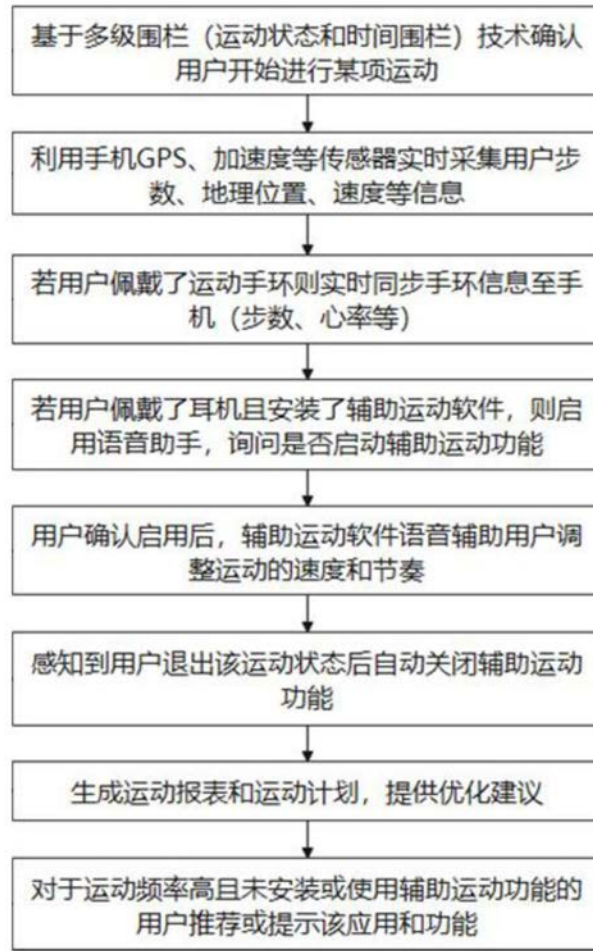 基于多级围栏（运动状态和时间围栏）技术确认
用户开始进行某项运动
利用手机GPS、加速度等传感器实时采集用户步
数、地理位置、速度等信息
若用户佩戴了运动手环则实时同步手环信息至手
机（步数、心率等）
若用户佩戴了耳机且安装了辅助运动软件，则启
用语音助手，询问是否启动辅助运动功能
用户确认启用后，辅助运动软件语音辅助用户调
整运动的速度和节奏
感知到用户退出该运动状态后自动关闭辅助运动
功能
生成运动报表和运动计划，提供优化建议
对于运动频率高且未安装或使用辅助运动功能的
用户推荐或提示该应用和功能